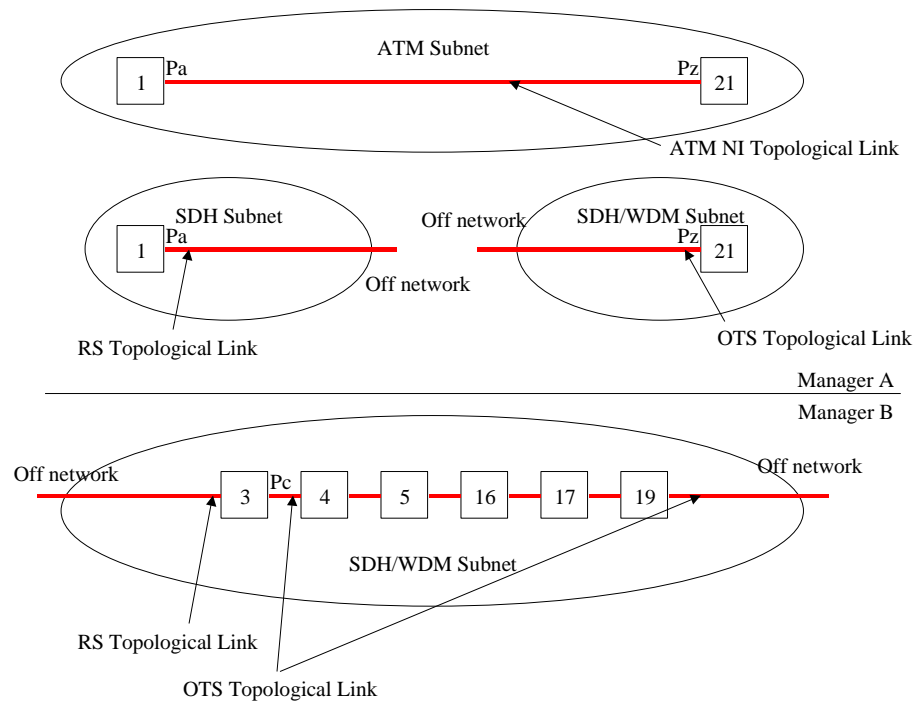 ATM Subnet
1
Pa
Pz
21
ATM NI Topological Link
SDH Subnet
Off network
SDH/WDM Subnet
1
Pa
Pz
21
Off network
RS Topological Link
OTS Topological Link
Manager A
Manager B
Off network
Off network
3
Pc
4
5
16
17
19
SDH/WDM Subnet
RS Topological Link
OTS Topological Link